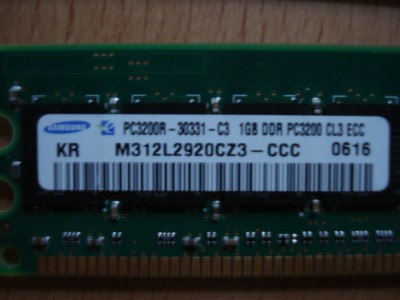 SAMSUNG PC3200R-30331-C3 1GB DDR PC3200 CL3 ECC
KR M312L2920CZ3-CCC 0616